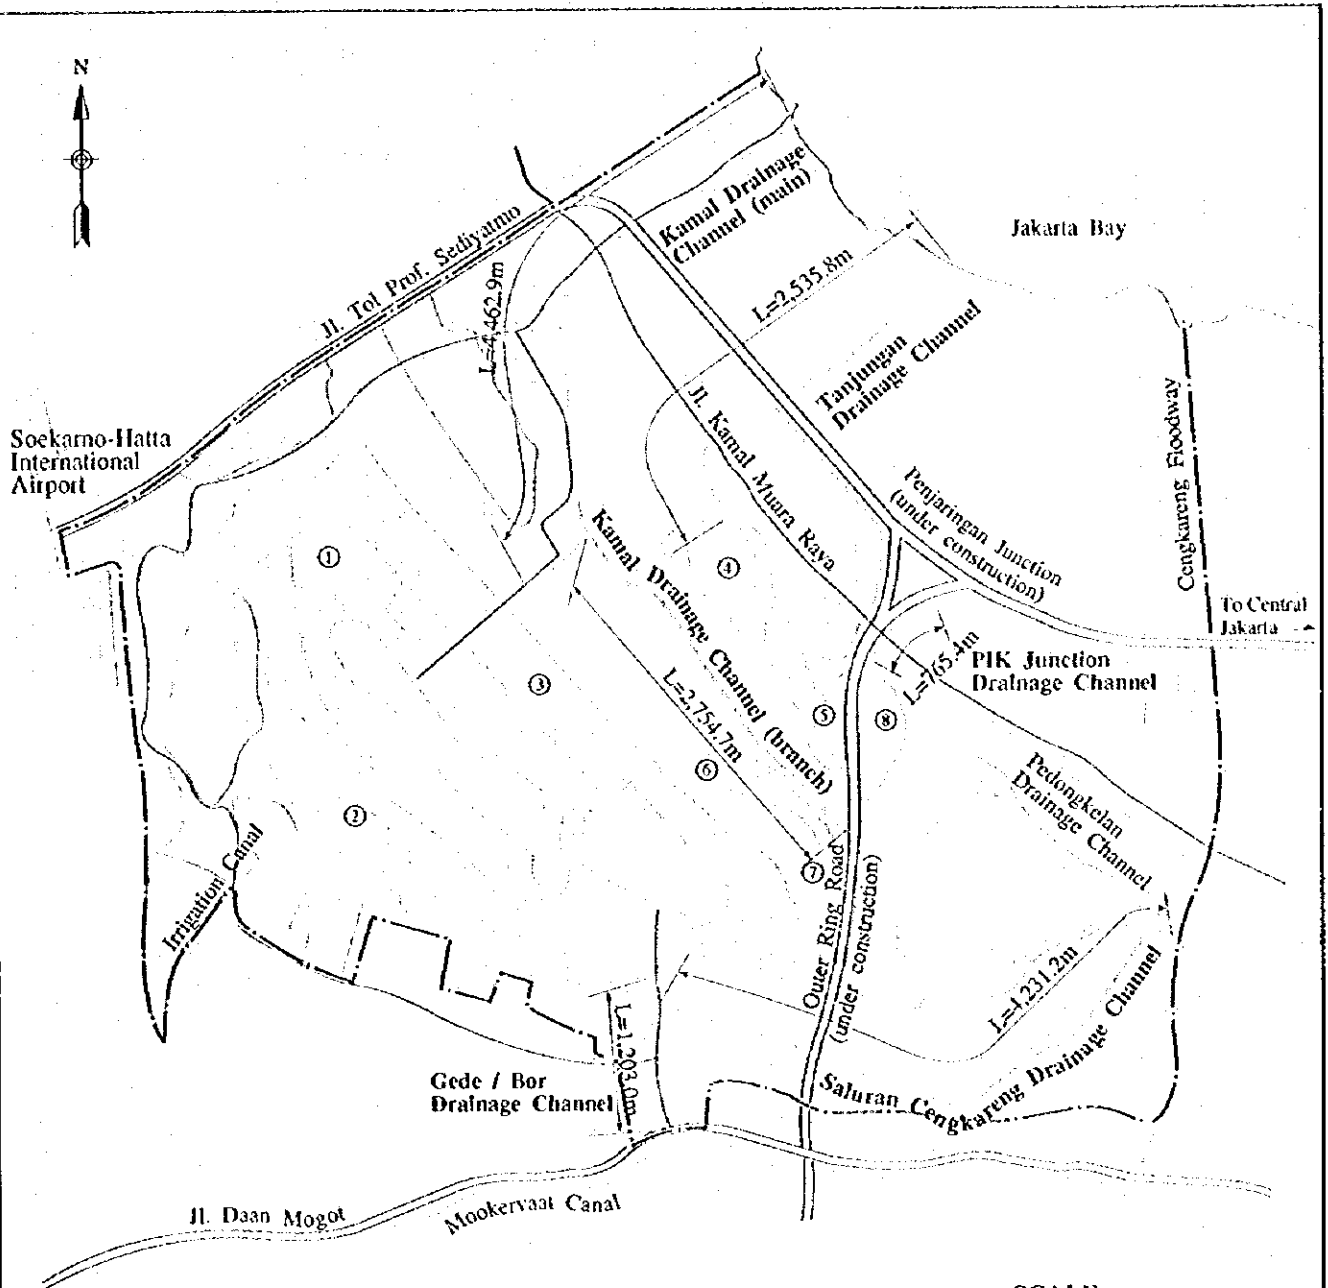 N
Jakarta Bay
Kamal Drainage
Channel (main)
Jl. Tol Prof. Sediyatmo
L=4,462.9m
L=2,535.8m
Tanjungan
Drainage Channel
Soekarno-Hatta
International
Airport
Jl. Kamal Muara Raya
Cengkareng Floodway
Penjaringan Junction
(under construction)
Kamal Drainage Channel (branch)
①
④
To Central
Jakarta
L=765.4m
PIK Junction
Drainage Channel
③
L=2,754.7m
⑤
⑧
⑥
Pedongkelan
Drainage Channel
②
⑦
Irrigation Canal
Outer Ring Road
(under construction)
L=1,203.0m
L=4,231.2m
Gede / Bor
Drainage Channel
Saluran Cengkareng Drainage Channel
Jl. Daan Mogot
Mookervaat Canal